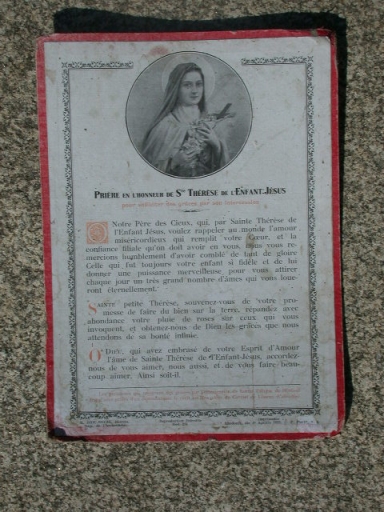 PRIÈRE EN L'HONNEUR DE Ste THÉRÈSE DE L'ENFANT-JÉSUS
pour solliter les grâces par son intercession
O Notre Père des Cieux, qui, par Sainte Thérèse de
l'Enfant Jésus, voulez rappeler au monde l'amour
miséricordieux qui remplit votre Cœur, et la
confiance filiale qu'on doit avoir en vous, nous vous re-
mercions humblement d'avoir comblé de tant de gloire
Celle qui fut toujours votre enfant si fidèle et de lui
donner une puissance merveilleuse pour vous attirer
chaque jour un très grand nombre d'âmes qui vous loue-
ront éternellement.
SAINTE petite Thérèse, souvenez-vous de votre pro-
messe de faire du bien sur la terre, répandez avec
abondance votre pluie de roses sur ceux qui vous
invoquent, et obtenez-nous de Dieu les grâces que nous
attendons de sa bonté infinie.
O DIEU, qui avez embrasé de votre Esprit d'Amour
l'âme de Sainte Thérèse de l'Enfant-Jésus, accordez-
nous de vous aimer, nous aussi, et de vous faire beau-
coup aimer. Ainsi soit-il.